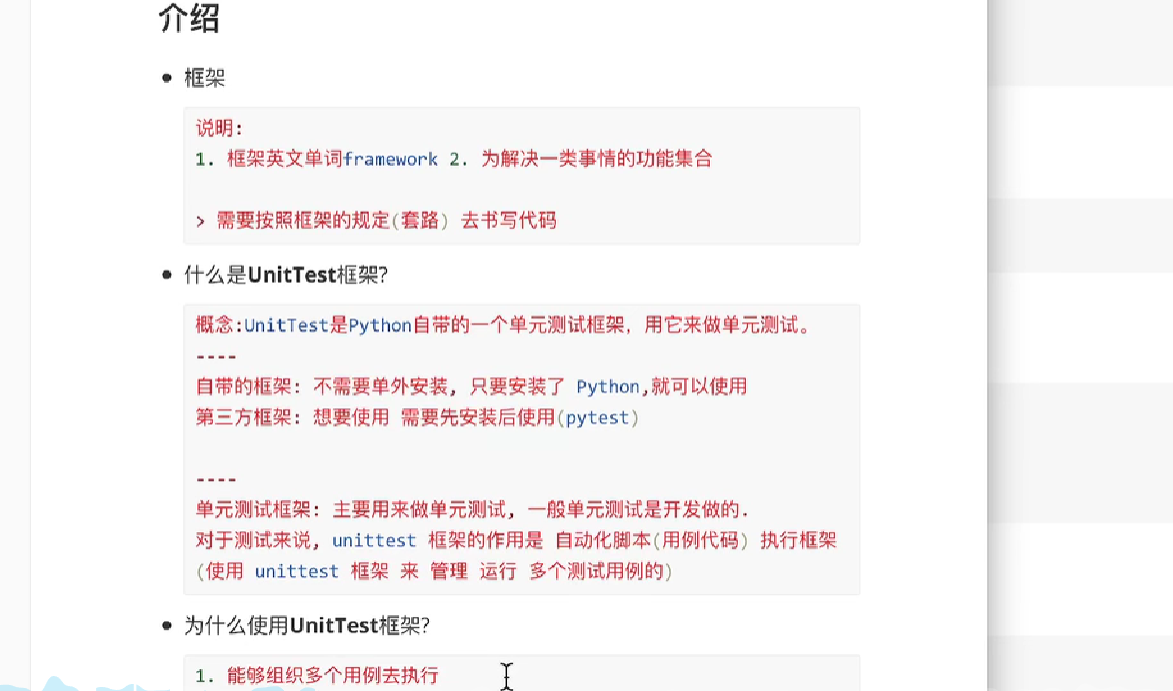 介绍
• 框架
说明:
1. 框架英文单词framework 2. 为解决一类事情的功能集合
> 需要按照框架的规定(套路) 去书写代码
• 什么是UnitTest框架?
概念:UnitTest是Python自带的一个单元测试框架, 用它来做单元测试。
----
自带的框架: 不需要单外安装, 只要安装了 Python,就可以使用
第三方框架: 想要使用 需要先安装后使用(pytest)
----
单元测试框架: 主要用来做单元测试, 一般单元测试是开发做的.
对于测试来说, unittest 框架的作用是 自动化脚本(用例代码) 执行框架
(使用 unittest 框架 来 管理 运行 多个测试用例的)
• 为什么使用UnitTest框架?
1. 能够组织多个用例去执行